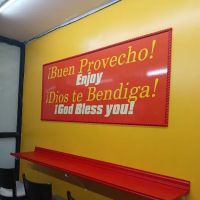 ¡Buen Provecho!
Enjoy
¡Dios te Bendiga!
¡God Bless you!